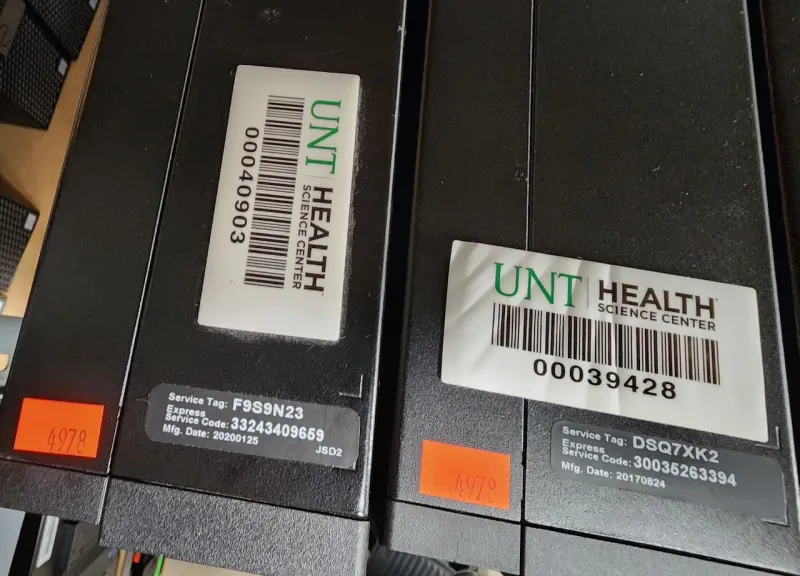 UNT HEALTH
SCIENCE CENTER
00040903
4978
Service Tag: F9S9N23
Express
Service Code: 33243409659
Mfg. Date: 20200125
JSD2
UNT HEALTH
SCIENCE CENTER
00039428
4978
Service Tag: DSQ7XK2
Express
Service Code: 30035263394
Mfg. Date: 20170824